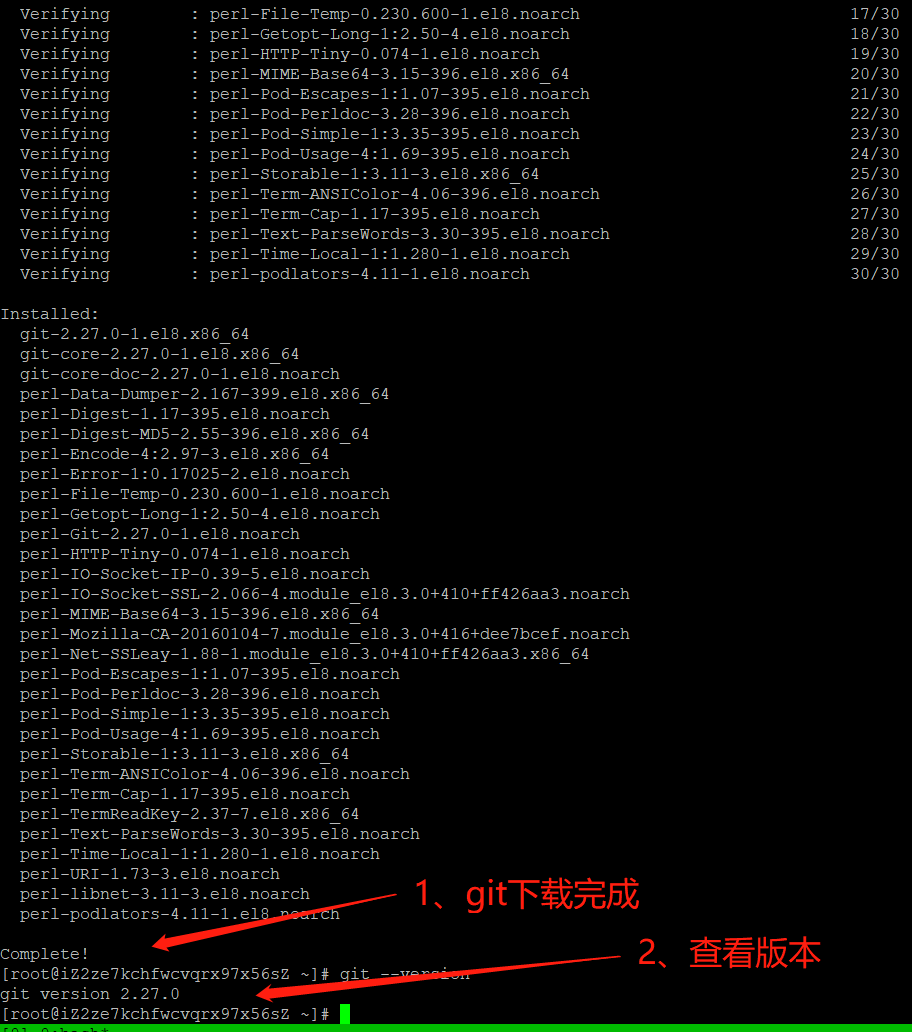 Verifying : perl-File-Temp-0.230.600-1.el8.noarch 17/30
Verifying : perl-Getopt-Long-1:2.50-4.el8.noarch 18/30
Verifying : perl-HTTP-Tiny-0.074-1.el8.noarch 19/30
Verifying : perl-MIME-Base64-3.15-396.el8.x86_64 20/30
Verifying : perl-Pod-Escapes-1:1.07-395.el8.noarch 21/30
Verifying : perl-Pod-Perldoc-3.28-396.el8.noarch 22/30
Verifying : perl-Pod-Simple-1:3.35-395.el8.noarch 23/30
Verifying : perl-Pod-Usage-4:1.69-395.el8.noarch 24/30
Verifying : perl-Storable-1:3.11-3.el8.x86_64 25/30
Verifying : perl-Term-ANSIColor-4.06-396.el8.noarch 26/30
Verifying : perl-Term-Cap-1.17-395.el8.noarch 27/30
Verifying : perl-Text-ParseWords-3.30-395.el8.noarch 28/30
Verifying : perl-Time-Local-1:1.280-1.el8.noarch 29/30
Verifying : perl-podlators-4.11-1.el8.noarch 30/30
Installed:
git-2.27.0-1.el8.x86_64
git-core-2.27.0-1.el8.x86_64
git-core-doc-2.27.0-1.el8.noarch
perl-Data-Dumper-2.167-399.el8.x86_64
perl-Digest-1.17-395.el8.noarch
perl-Digest-MD5-2.55-396.el8.x86_64
perl-Encode-4:2.97-3.el8.x86_64
perl-Error-1:0.17025-2.el8.noarch
perl-File-Temp-0.230.600-1.el8.noarch
perl-Getopt-Long-1:2.50-4.el8.noarch
perl-Git-2.27.0-1.el8.noarch
perl-HTTP-Tiny-0.074-1.el8.noarch
perl-IO-Socket-IP-0.39-5.el8.noarch
perl-IO-Socket-SSL-2.066-4.module_el8.3.0+410+ff426aa3.noarch
perl-MIME-Base64-3.15-396.el8.x86_64
perl-Mozilla-CA-20160104-7.module_el8.3.0+416+dee7bcef.noarch
perl-Net-SSLeay-1.88-1.module_el8.3.0+410+ff426aa3.x86_64
perl-Pod-Escapes-1:1.07-395.el8.noarch
perl-Pod-Perldoc-3.28-396.el8.noarch
perl-Pod-Simple-1:3.35-395.el8.noarch
perl-Pod-Usage-4:1.69-395.el8.noarch
perl-Storable-1:3.11-3.el8.x86_64
perl-Term-ANSIColor-4.06-396.el8.noarch
perl-Term-Cap-1.17-395.el8.noarch
perl-TermReadKey-2.37-7.el8.x86_64
perl-Text-ParseWords-3.30-395.el8.noarch
perl-Time-Local-1:1.280-1.el8.noarch
perl-URI-1.73-3.el8.noarch
perl-libnet-3.11-3.el8.noarch
perl-podlators-4.11-1.el8.noarch
1、git下载完成
Complete!
2、查看版本
[root@iZ2ze7kchfwcvqrx97x56sZ ~]# git --version
git version 2.27.0
[root@iZ2ze7kchfwcvqrx97x56sZ ~]#